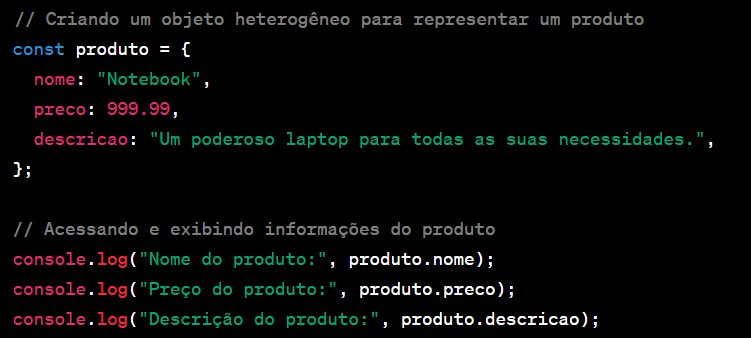 // Criando um objeto heterogêneo para representar um produto
const produto = {
  nome: "Notebook",
  preco: 999.99,
  descricao: "Um poderoso laptop para todas as suas necessidades.",
};

// Acessando e exibindo informações do produto
console.log("Nome do produto:", produto.nome);
console.log("Preço do produto:", produto.preco);
console.log("Descrição do produto:", produto.descricao);